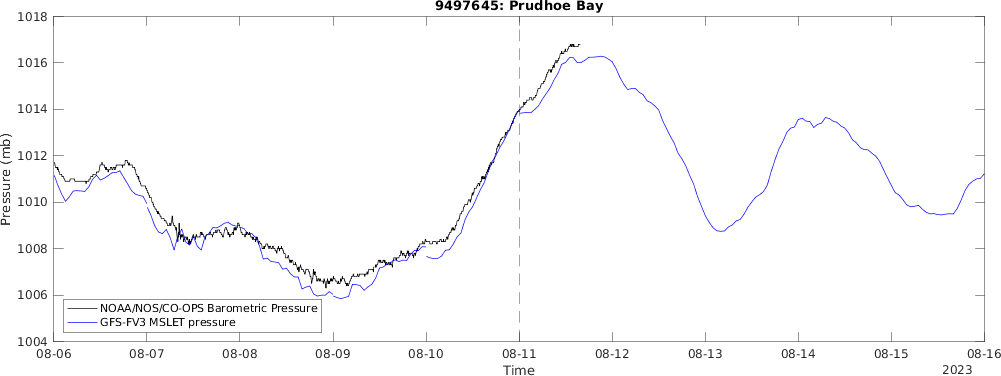 9497645: Prudhoe Bay
1018
1016
1014
1012
1010
1008
1006
1004
Pressure (mb)
NOAA/NOS/CO-OPS Barometric Pressure
GFS-FV3 MSLET pressure
08-06 08-07 08-08 08-09 08-10 08-11 08-12 08-13 08-14 08-15 08-16
Time
2023